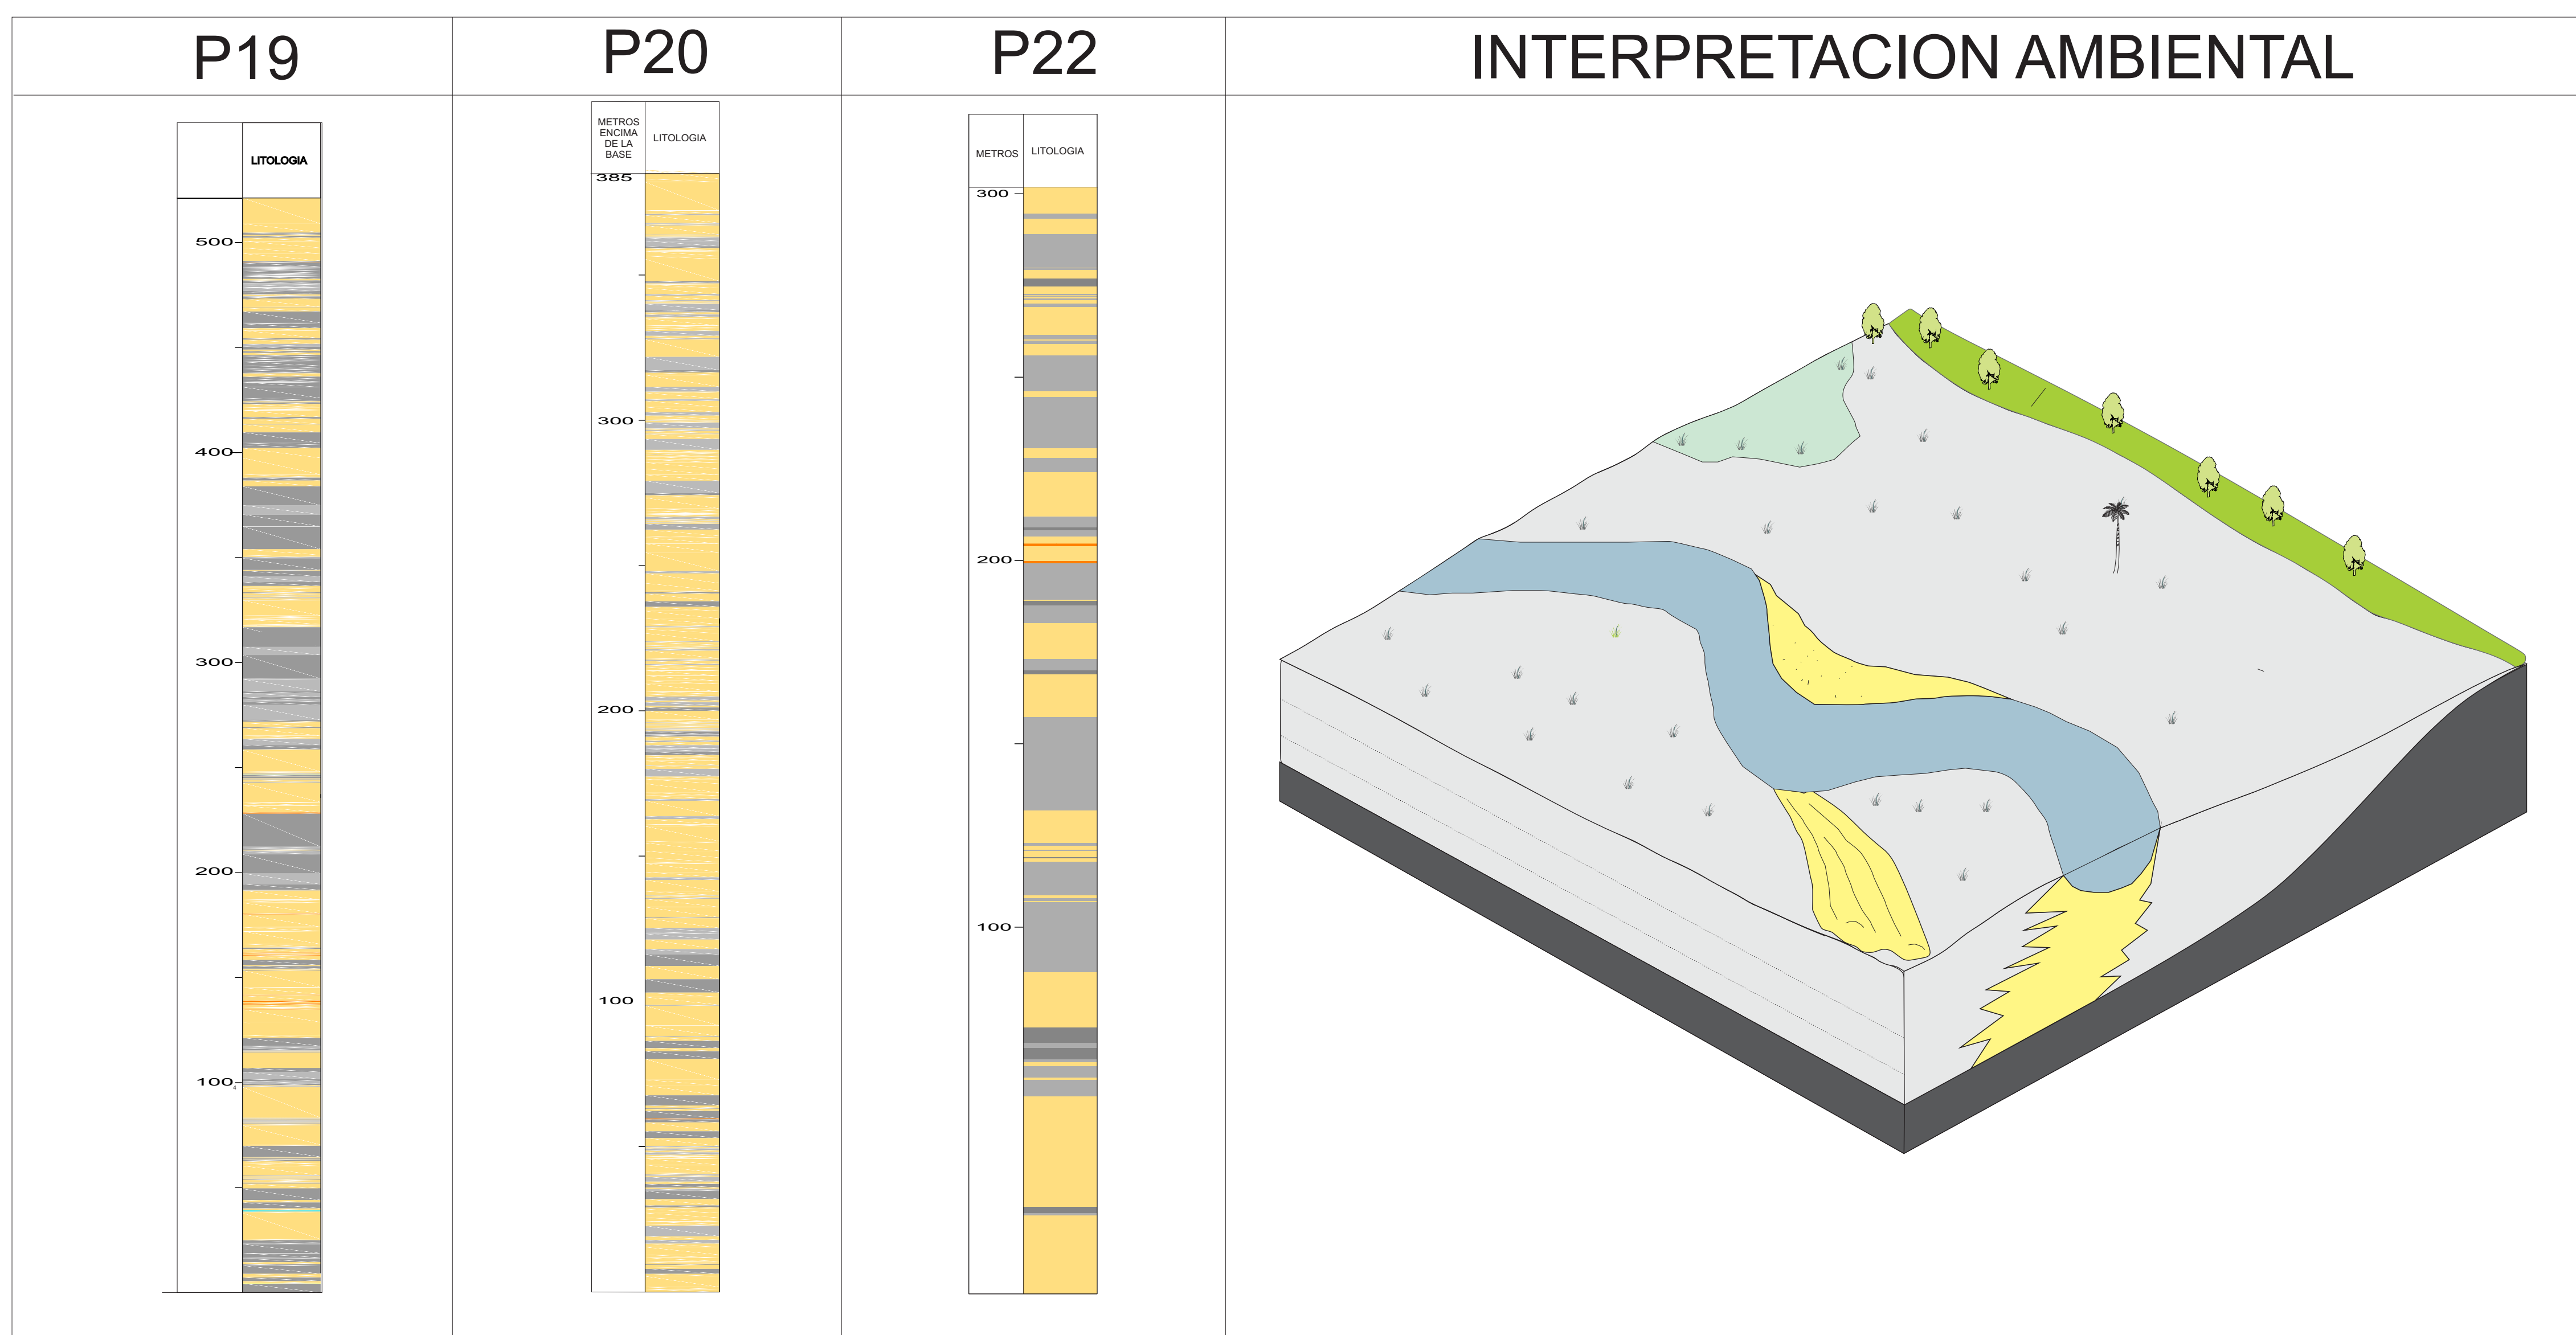 P19
P20
P22
INTERPRETACION AMBIENTAL
LITOLOGIA
500
400
300
200
100
4
METROS
ENCIMA
DE LA
BASE
LITOLOGIA
385
300
200
100
METROS
LITOLOGIA
300
200
100